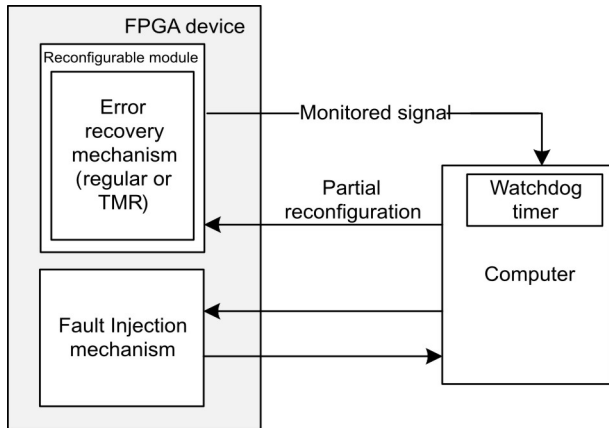 FPGA device
Reconfigurable module
Error
recovery
mechanism
(regular or
TMR)
Monitored signal
Partial
reconfiguration
Watchdog
timer
Computer
Fault Injection
mechanism